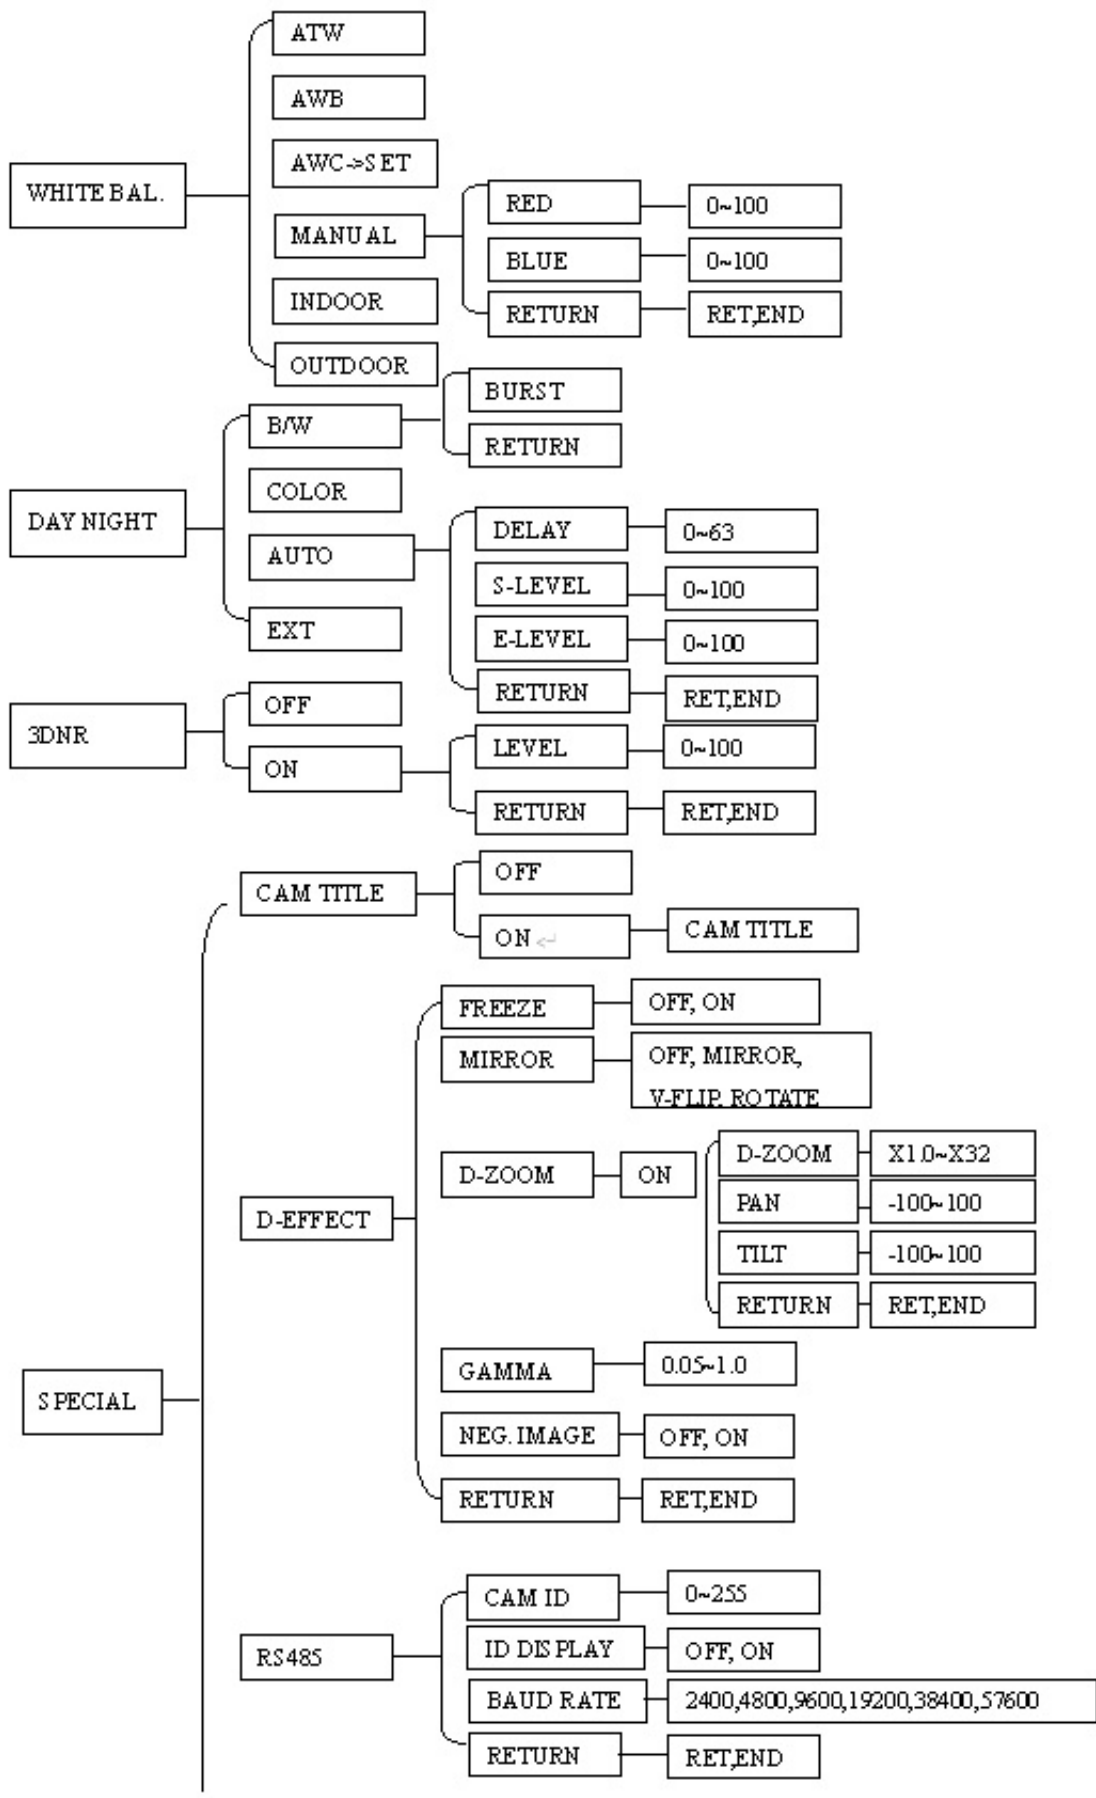 ATW
AWB
AWC->SET
WHITE BAL.
MANUAL
RED
0~100
BLUE
0~100
INDOOR
RETURN
RET,END
OUTDOOR
BURST
B/W
RETURN
COLOR
DAY NIGHT
DELAY
0~63
AUTO
S-LEVEL
0~100
EXT
E-LEVEL
0~100
RETURN
RET,END
OFF
3DNR
LEVEL
0~100
ON
RETURN
RET,END
CAM TITLE
OFF
ON
CAM TITLE
FREEZE
OFF, ON
MIRROR
OFF, MIRROR,
V-FLIP, ROTATE
D-ZOOM
ON
D-ZOOM
X1.0~X32
PAN
-100~100
D-EFFECT
TILT
-100~100
RETURN
RET,END
GAMMA
0.05~1.0
SPECIAL
NEG. IMAGE
OFF, ON
RETURN
RET,END
CAM ID
0~255
RS485
ID DISPLAY
OFF, ON
BAUD RATE
2400,4800,9600,19200,38400,57600
RETURN
RET,END